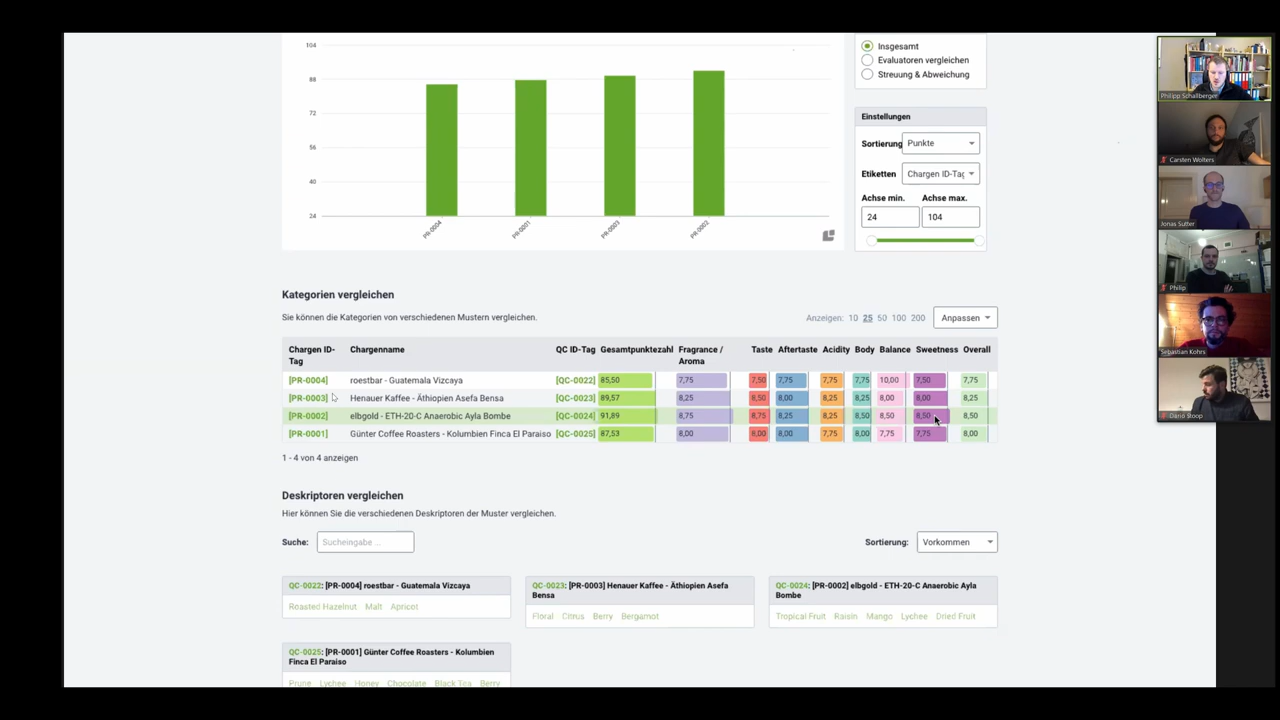 104
88
72
56
40
24
PR-0004
PR-0001
PR-0003
PR-0002
Insgesamt
Evaluatoren vergleichen
Streuung & Abweichung
Einstellungen
Sortierung Punkte
Etiketten Chargen ID-Tag
Achse min. Achse max.
24 104
Kategorien vergleichen
Sie können die Kategorien von verschiedenen Mustern vergleichen.
Anzeigen: 10 25 50 100 200 Anpassen
Chargen ID-Tag Chargenname QC ID-Tag Gesamtpunktezahl Fragrance / Aroma Taste Aftertaste Acidity Body Balance Sweetness Overall
[PR-0004] roestbar - Guatemala Vizcaya [QC-0022] 85,50 7,75 7,50 7,75 7,75 7,75 10,00 7,50 7,75
[PR-0003] Henauer Kaffee - Äthiopien Asefa Bensa 89,57 8,25 8,50 8,00 8,25 8,25 8,00 8,00 8,25
[PR-0002] elbgold - ETH-20-C Anaerobic Ayla Bombe [QC-0024] 91,89 8,75 8,75 8,25 8,25 8,50 8,50 8,50 8,50
[PR-0001] Günter Coffee Roasters - Kolumbien Finca El Paraiso [QC-0025] 87,53 8,00 8,00 8,00 7,75 8,00 7,75 7,75 8,00
1 - 4 von 4 anzeigen
Deskriptoren vergleichen
Hier können Sie die verschiedenen Deskriptoren der Muster vergleichen.
Suche: Sucheingabe ...
Sortierung: Vorkommen
QC-0022: [PR-0004] roestbar - Guatemala Vizcaya
Roasted Hazelnut Malt Apricot
QC-0023: [PR-0003] Henauer Kaffee - Äthiopien Asefa
Bensa
Floral Citrus Berry Bergamot
QC-0024: [PR-0002] elbgold - ETH-20-C Anaerobic Ayla
Bombe
Tropical Fruit Raisin Mango Lychee Dried Fruit
QC-0025: [PR-0001] Günter Coffee Roasters - Kolumbien
Finca El Paraiso
Prune Lychee Honey Chocolate Black Tea Berry
Philipp Schallberger
Carsten Wolters
Jonas Sutter
Philip
Sebastian Kohrs
Dario Stoop